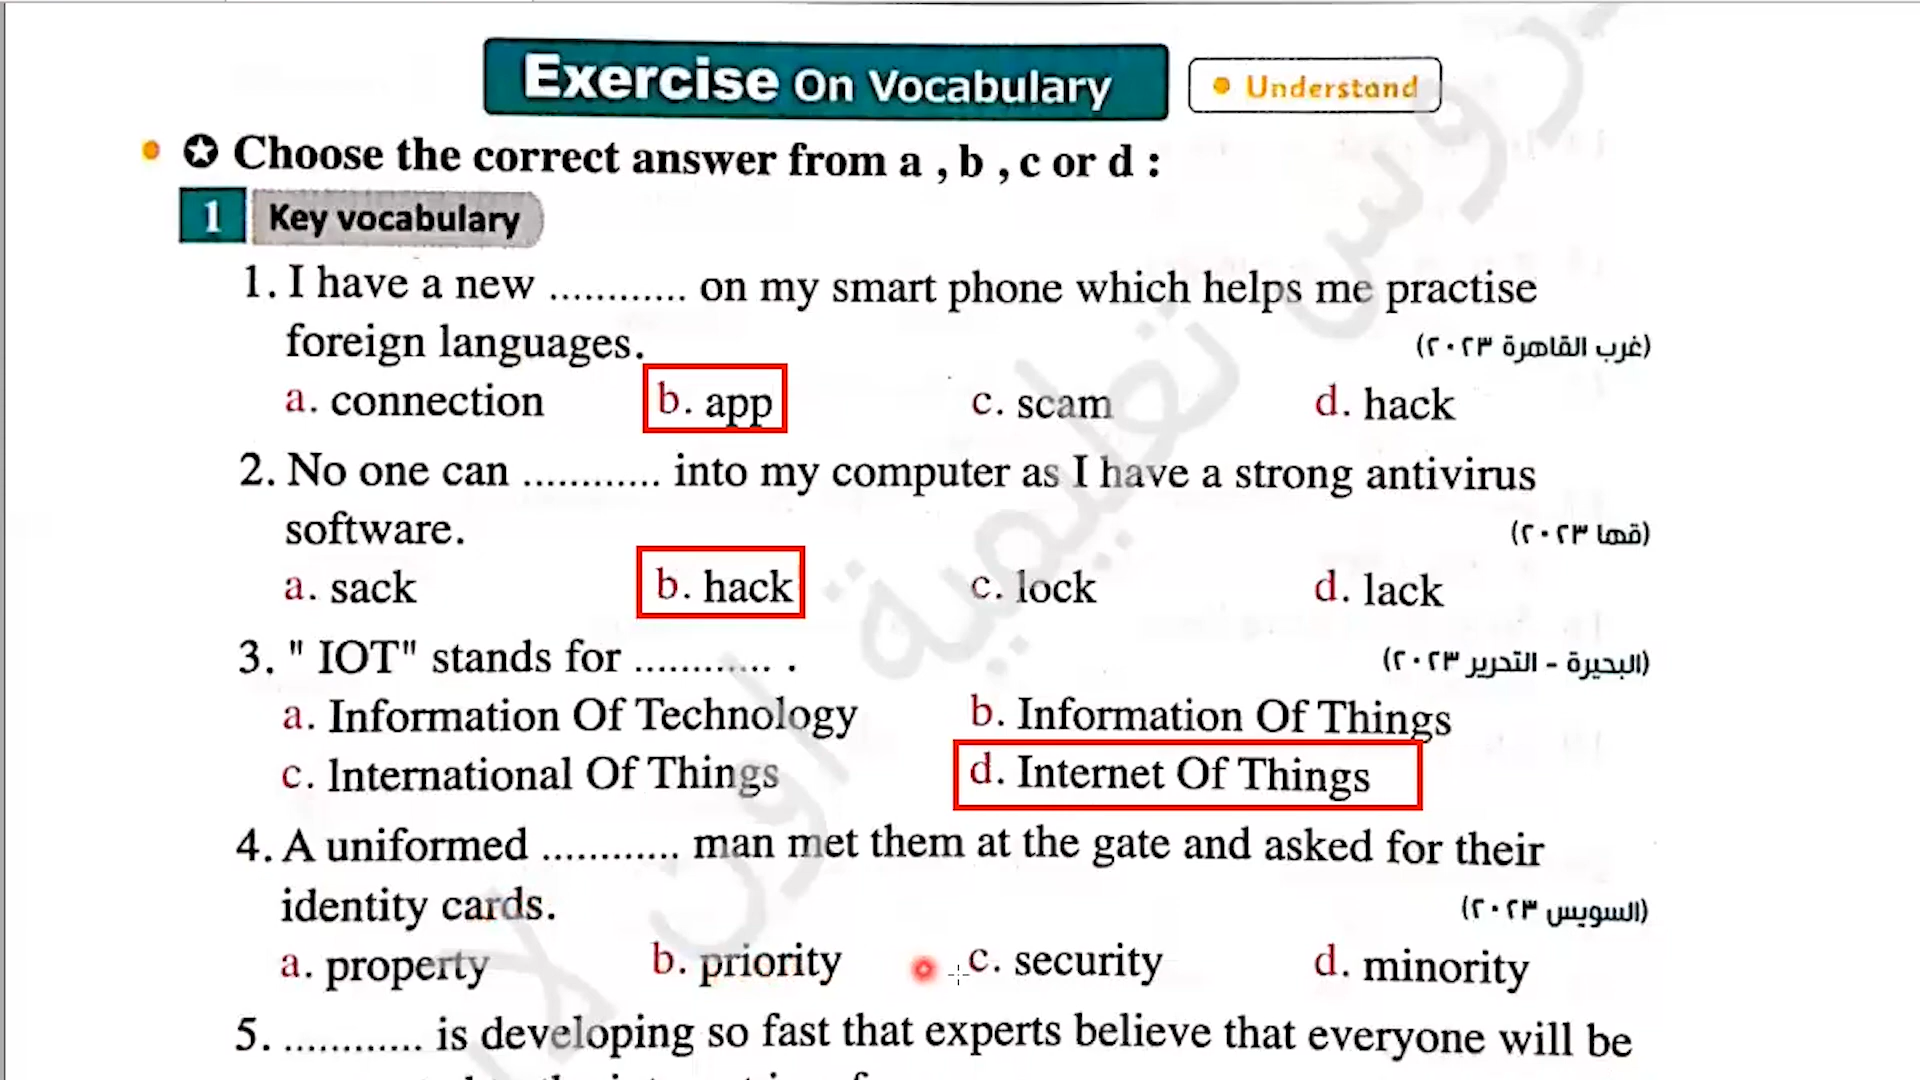 Exercise On Vocabulary
Understand
Choose the correct answer from a , b , c or d :
1 Key vocabulary
1. I have a new ............ on my smart phone which helps me practise
foreign languages. (غرب القاهرة ٢٠٢٣)
a. connection b. app c. scam d. hack
2. No one can ............ into my computer as I have a strong antivirus
software. (قها ٢٠٢٣)
a. sack b. hack c. lock d. lack
3. " IOT" stands for ............ . (البحيرة - التحرير ٢٠٢٣)
a. Information Of Technology b. Information Of Things
c. International Of Things d. Internet Of Things
4. A uniformed ............ man met them at the gate and asked for their
identity cards. (السويس ٢٠٢٣)
a. property b. priority c. security d. minority
5. ............ is developing so fast that experts believe that everyone will be
دروس تعليمية اون لاين